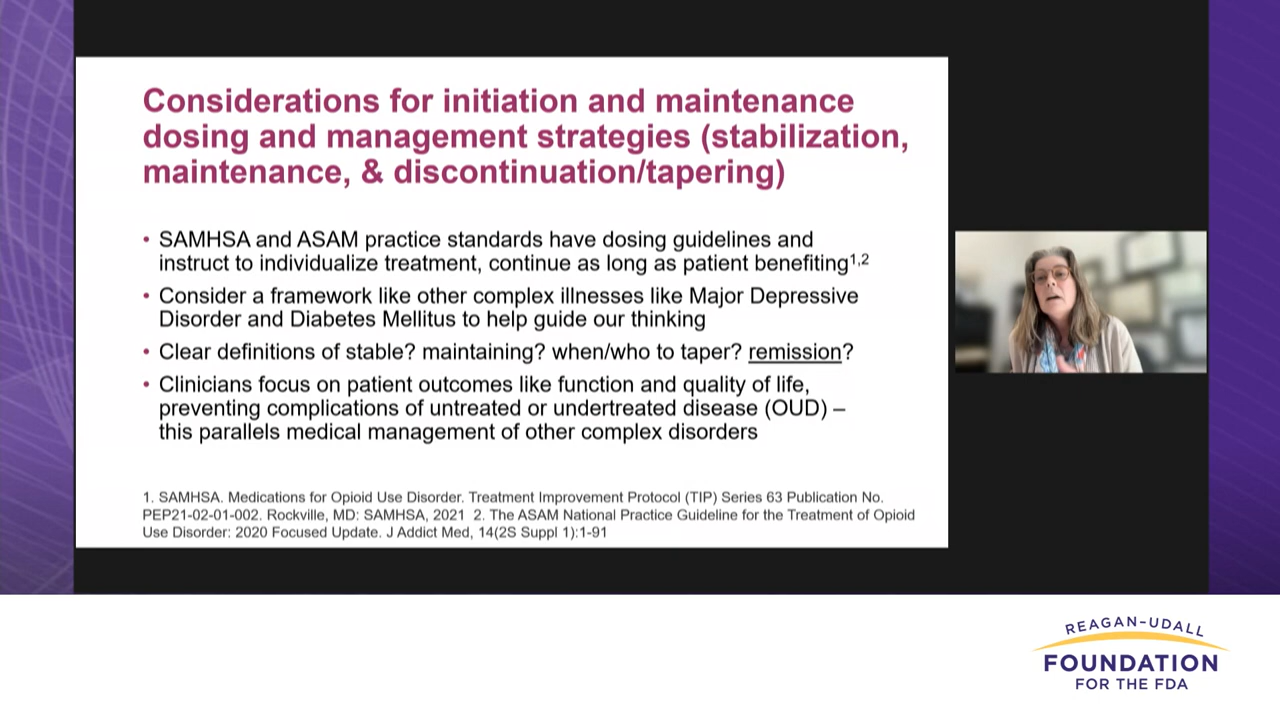 Considerations for initiation and maintenance
dosing and management strategies (stabilization,
maintenance, & discontinuation/tapering)
• SAMHSA and ASAM practice standards have dosing guidelines and
instruct to individualize treatment, continue as long as patient benefiting1,2
• Consider a framework like other complex illnesses like Major Depressive
Disorder and Diabetes Mellitus to help guide our thinking
• Clear definitions of stable? maintaining? when/who to taper? remission?
• Clinicians focus on patient outcomes like function and quality of life,
preventing complications of untreated or undertreated disease (OUD) –
this parallels medical management of other complex disorders
1. SAMHSA. Medications for Opioid Use Disorder. Treatment Improvement Protocol (TIP) Series 63 Publication No.
PEP21-02-01-002. Rockville, MD: SAMHSA, 2021 2. The ASAM National Practice Guideline for the Treatment of Opioid
Use Disorder: 2020 Focused Update. J Addict Med, 14(2S Suppl 1):1-91
REAGAN-UDALL
FOUNDATION
FOR THE FDA